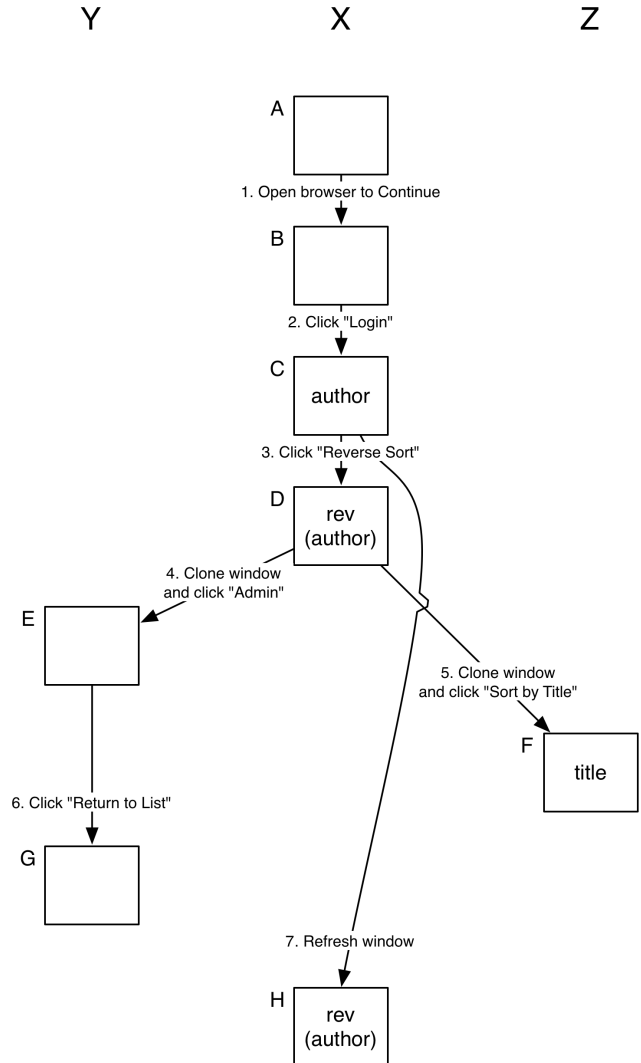 Y
X
Z
A
1. Open browser to Continue
B
2. Click "Login"
C
author
3. Click "Reverse Sort"
D
rev
(author)
4. Clone window
and click "Admin"
E
5. Clone window
and click "Sort by Title"
F
title
6. Click "Return to List"
G
7. Refresh window
H
rev
(author)